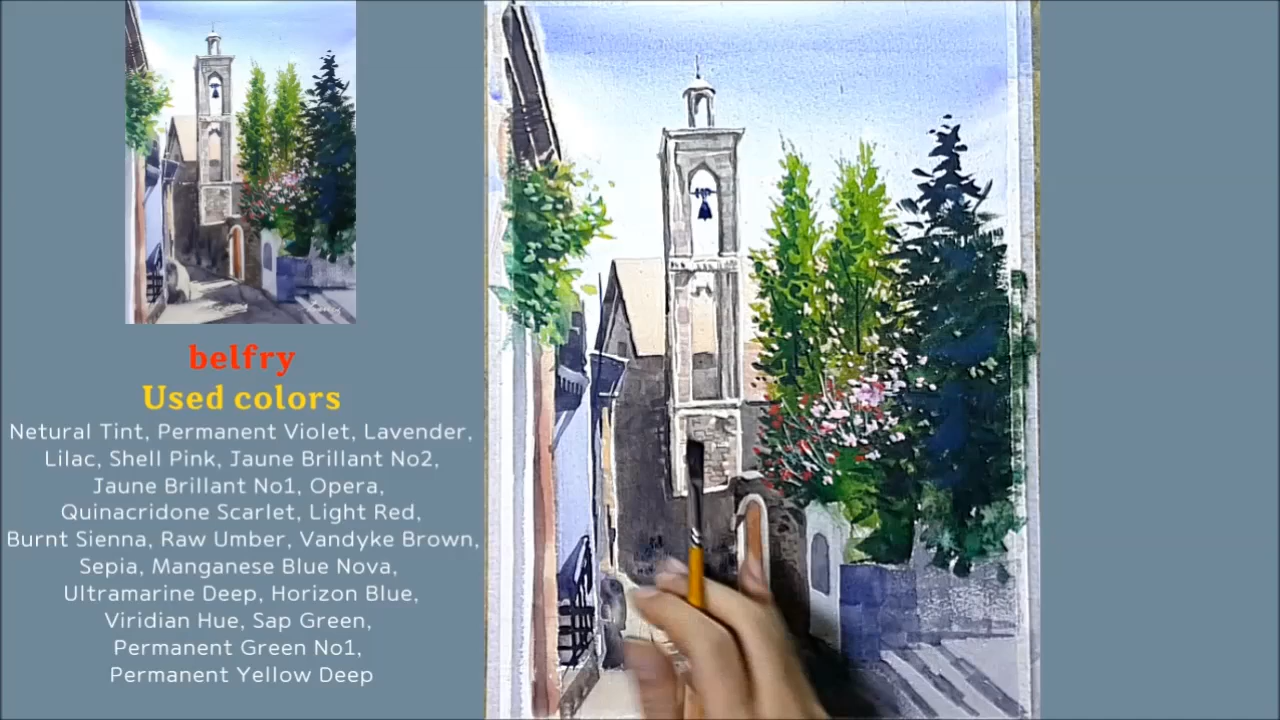 belfry
Used colors
Netural Tint, Permanent Violet, Lavender,
Lilac, Shell Pink, Jaune Brillant No2,
Jaune Brillant No1, Opera,
Quinacridone Scarlet, Light Red,
Burnt Sienna, Raw Umber, Vandyke Brown,
Sepia, Manganese Blue Nova,
Ultramarine Deep, Horizon Blue,
Viridian Hue, Sap Green,
Permanent Green No1,
Permanent Yellow Deep